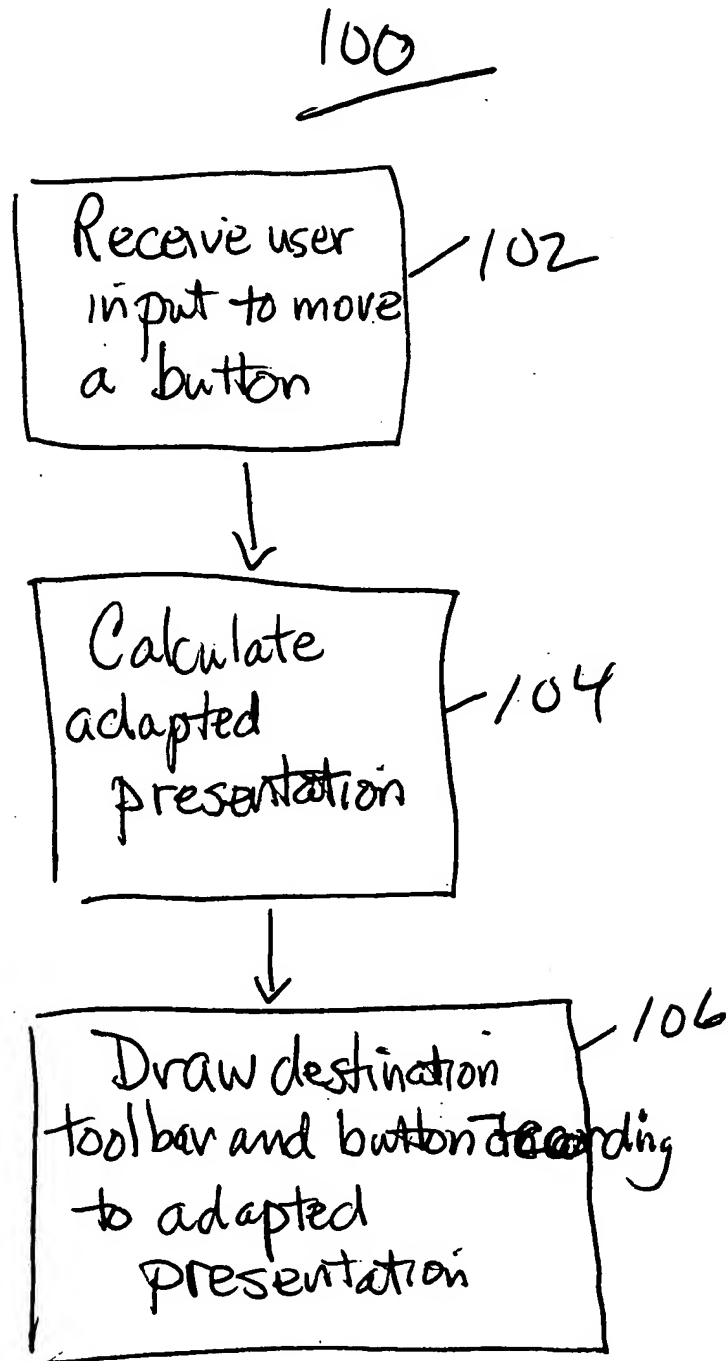 100
Receive user
input to move
a button
102
Calculate
adapted
presentation
104
Draw destination
toolbar and button according
to adapted
presentation
106